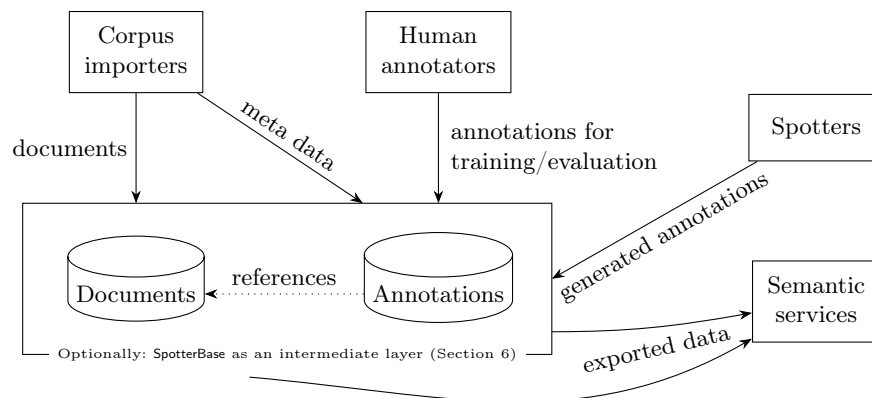 Corpus
importers
Human
annotators
Spotters
documents
meta data
annotations for
training/evaluation
generated annotations
Documents
references
Annotations
Semantic
services
Optionally: SpotterBase as an intermediate layer (Section 6)
exported data